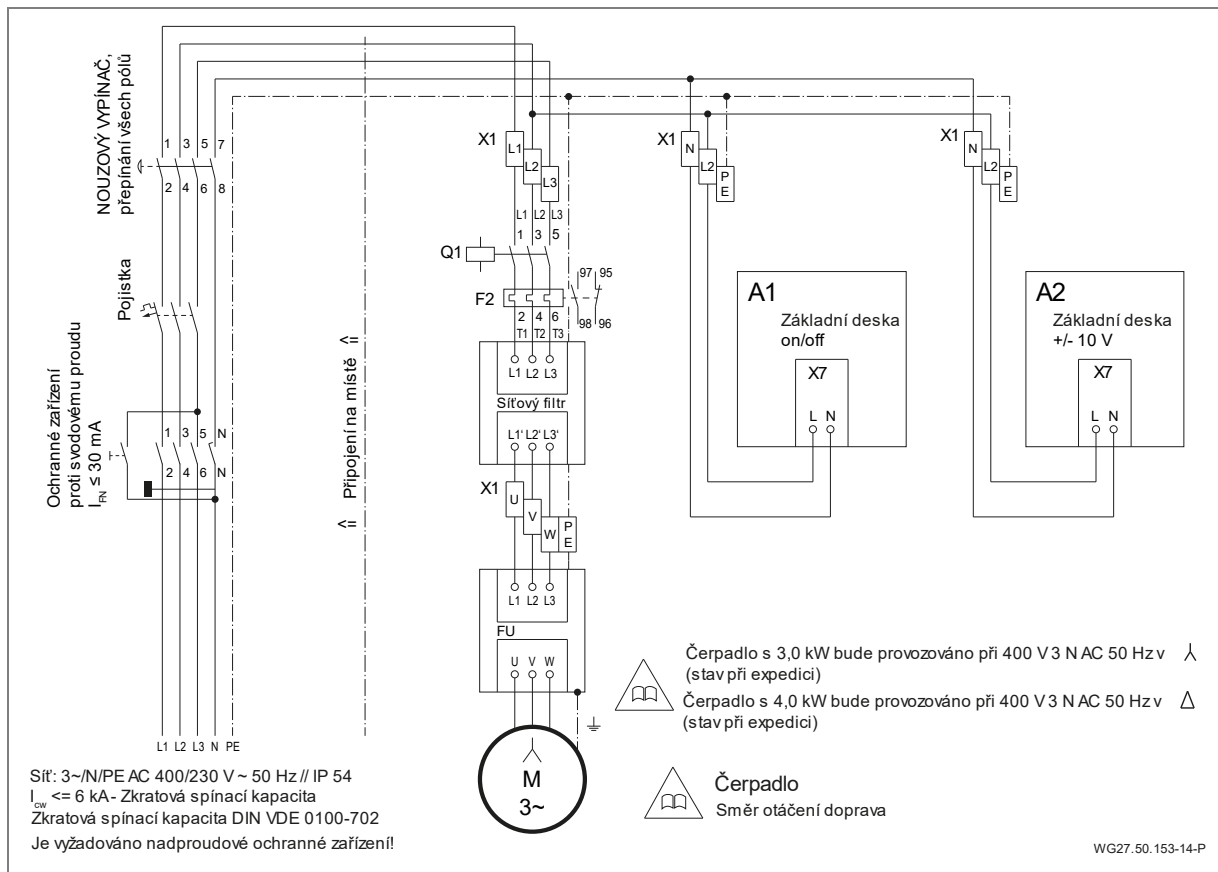 NOUZOVÝ VYPÍNAČ,
přepínání všech pólů
1 3 5 7
2 4 6 8
Pojistka
Ochranné zařízení
proti svodovému proudu
I_FN ≤ 30 mA
1 3 5 N
2 4 6 N
L1 L2 L3 N PE
Síť: 3~/N/PE AC 400/230 V ~ 50 Hz // IP 54
I_cw <= 6 kA - Zkratová spínací kapacita
Zkratová spínací kapacita DIN VDE 0100-702
Je vyžadováno nadproudové ochranné zařízení!
<= Připojení na místě <=
X1
L1
L2
L3
L1 L2 L3
1 3 5
Q1
97 95
F2
98 96
2 4 6
T1 T2 T3
L1 L2 L3
Síťový filtr
L1' L2' L3'
X1
U
V
W
PE
L1 L2 L3
FU
U V W
M
3~
X1
N
L2
PE
A1
Základní deska
on/off
X7
L N
X1
N
L2
PE
A2
Základní deska
+/- 10 V
X7
L N
Čerpadlo s 3,0 kW bude provozováno při 400 V 3 N AC 50 Hz v
(stav při expedici)
Čerpadlo s 4,0 kW bude provozováno při 400 V 3 N AC 50 Hz v
(stav při expedici)
Čerpadlo
Směr otáčení doprava
WG27.50.153-14-P